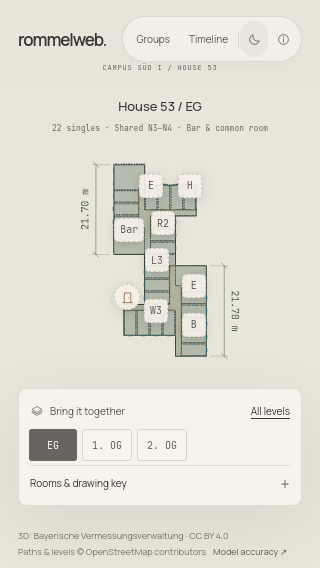 rommelweb.
Groups Timeline
CAMPUS SÜD I / HOUSE 53
House 53 / EG
22 singles · Shared N3–N4 · Bar & common room
21.70 m
E
H
R2
Bar
L3
E
W3
B
21.70 m
Bring it together All levels
EG 1. OG 2. OG
Rooms & drawing key +
3D: Bayerische Vermessungsverwaltung · CC BY 4.0
Paths & levels © OpenStreetMap contributors Model accuracy ↗